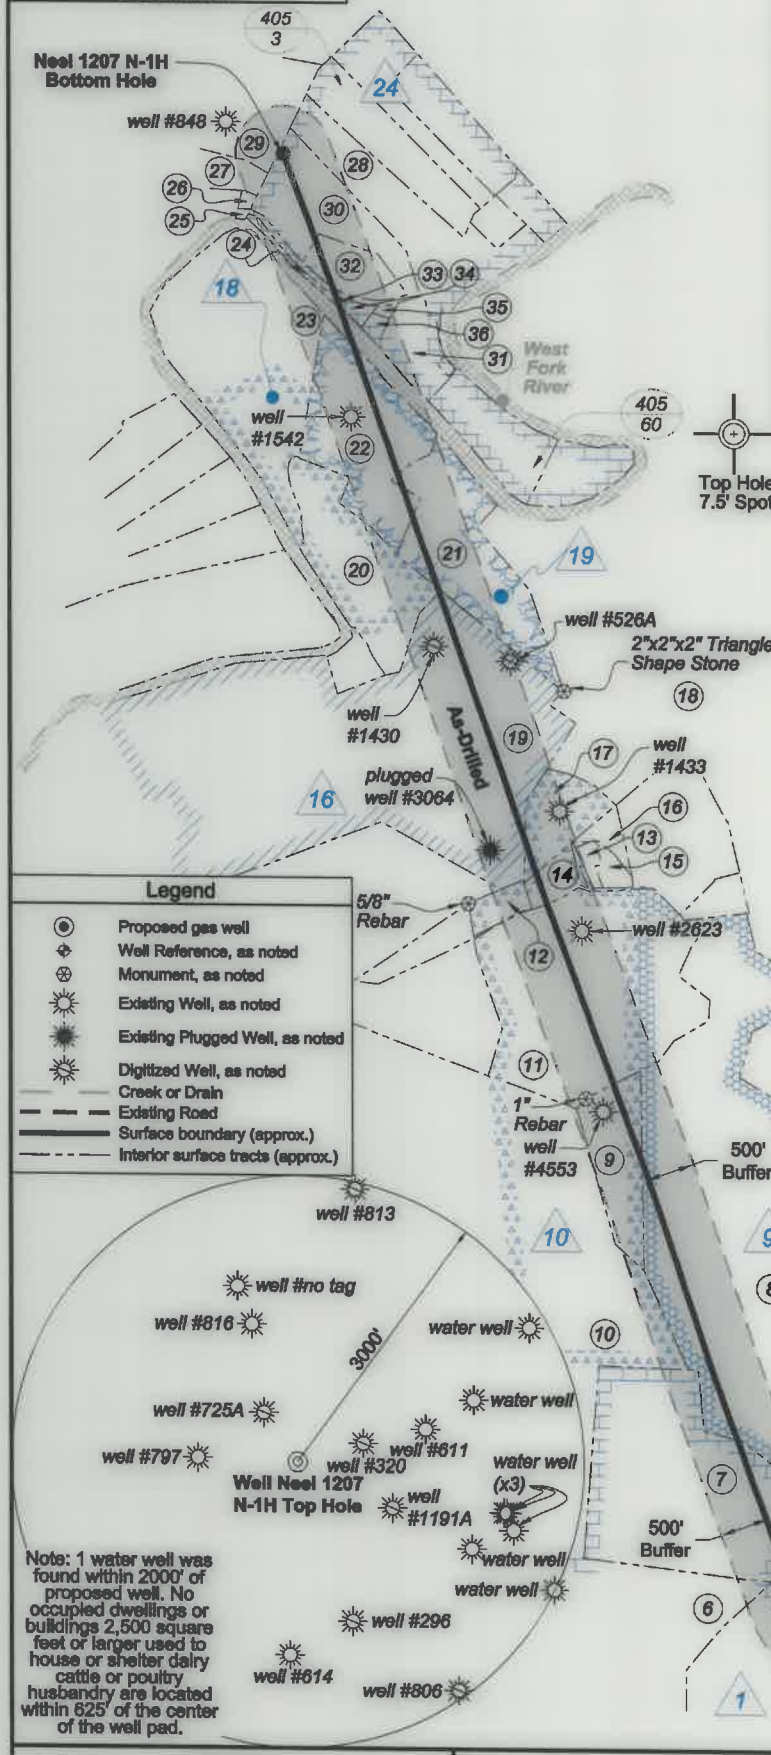 405
3
Neel 1207 N-1H
Bottom Hole
24
well #848
29
27
28
26
25
30
24
32
33
34
18
35
23
36
31
West
Fork
River
405
60
well
#1542
22
Top Hole
7.5' Spot
21
19
20
well #526A
2"x2"x2" Triangle
Shape Stone
18
well
#1430
As-Drilled
19
17
well
#1433
plugged
well #3064
16
16
13
15
14
Legend
Proposed gas well
Well Reference, as noted
Monument, as noted
Existing Well, as noted
Existing Plugged Well, as noted
Digitized Well, as noted
Creek or Drain
Existing Road
Surface boundary (approx.)
Interior surface tracts (approx.)
5/8"
Rebar
well #2623
12
11
1"
Rebar
well
#4553
9
500'
Buffer
well #813
10
9
well #no tag
8
well #816
water well
3000'
10
water well
well #725A
well #611
well #797
well #320
water well
(x3)
Well Neel 1207
N-1H Top Hole
well
#1191A
7
500'
Buffer
water well
water well
Note: 1 water well was
found within 2000' of
proposed well. No
occupied dwellings or
buildings 2,500 square
feet or larger used to
house or shelter dairy
cattle or poultry
husbandry are located
within 625' of the center
of the well pad.
6
well #296
well #614
well #806
1